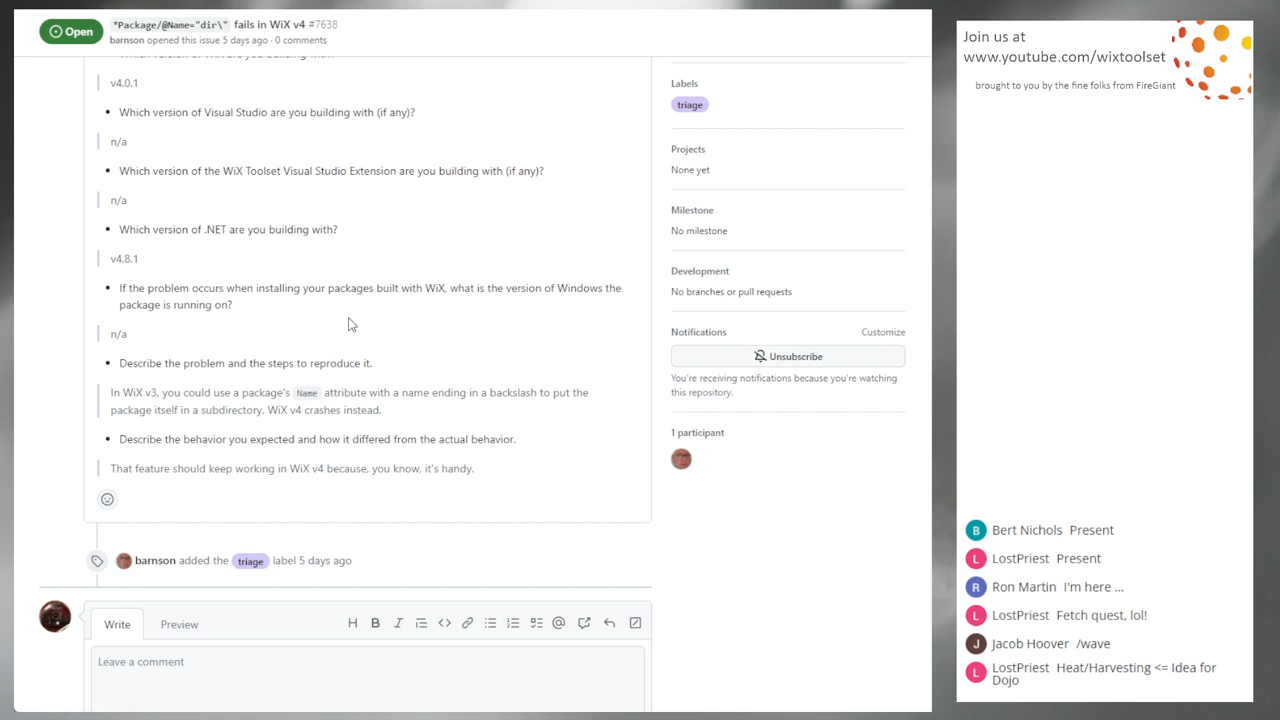 Open
*Package/@Name="dir\" fails in WiX v4 #7638
barnson opened this issue 5 days ago · 0 comments
v4.0.1
• Which version of Visual Studio are you building with (if any)?
n/a
• Which version of the WiX Toolset Visual Studio Extension are you building with (if any)?
n/a
• Which version of .NET are you building with?
v4.8.1
• If the problem occurs when installing your packages built with WiX, what is the version of Windows the
package is running on?
n/a
• Describe the problem and the steps to reproduce it.
In WiX v3, you could use a package's Name attribute with a name ending in a backslash to put the
package itself in a subdirectory. WiX v4 crashes instead.
• Describe the behavior you expected and how it differed from the actual behavior.
That feature should keep working in WiX v4 because, you know, it's handy.
barnson added the triage label 5 days ago
Write
Preview
Leave a comment
Labels
triage
Projects
None yet
Milestone
No milestone
Development
No branches or pull requests
Notifications
Customize
Unsubscribe
You're receiving notifications because you're watching
this repository.
1 participant
Join us at
www.youtube.com/wixtoolset
brought to you by the fine folks from FireGiant
B Bert Nichols Present
L LostPriest Present
R Ron Martin I'm here ...
L LostPriest Fetch quest, lol!
J Jacob Hoover /wave
L LostPriest Heat/Harvesting <= Idea for
Dojo